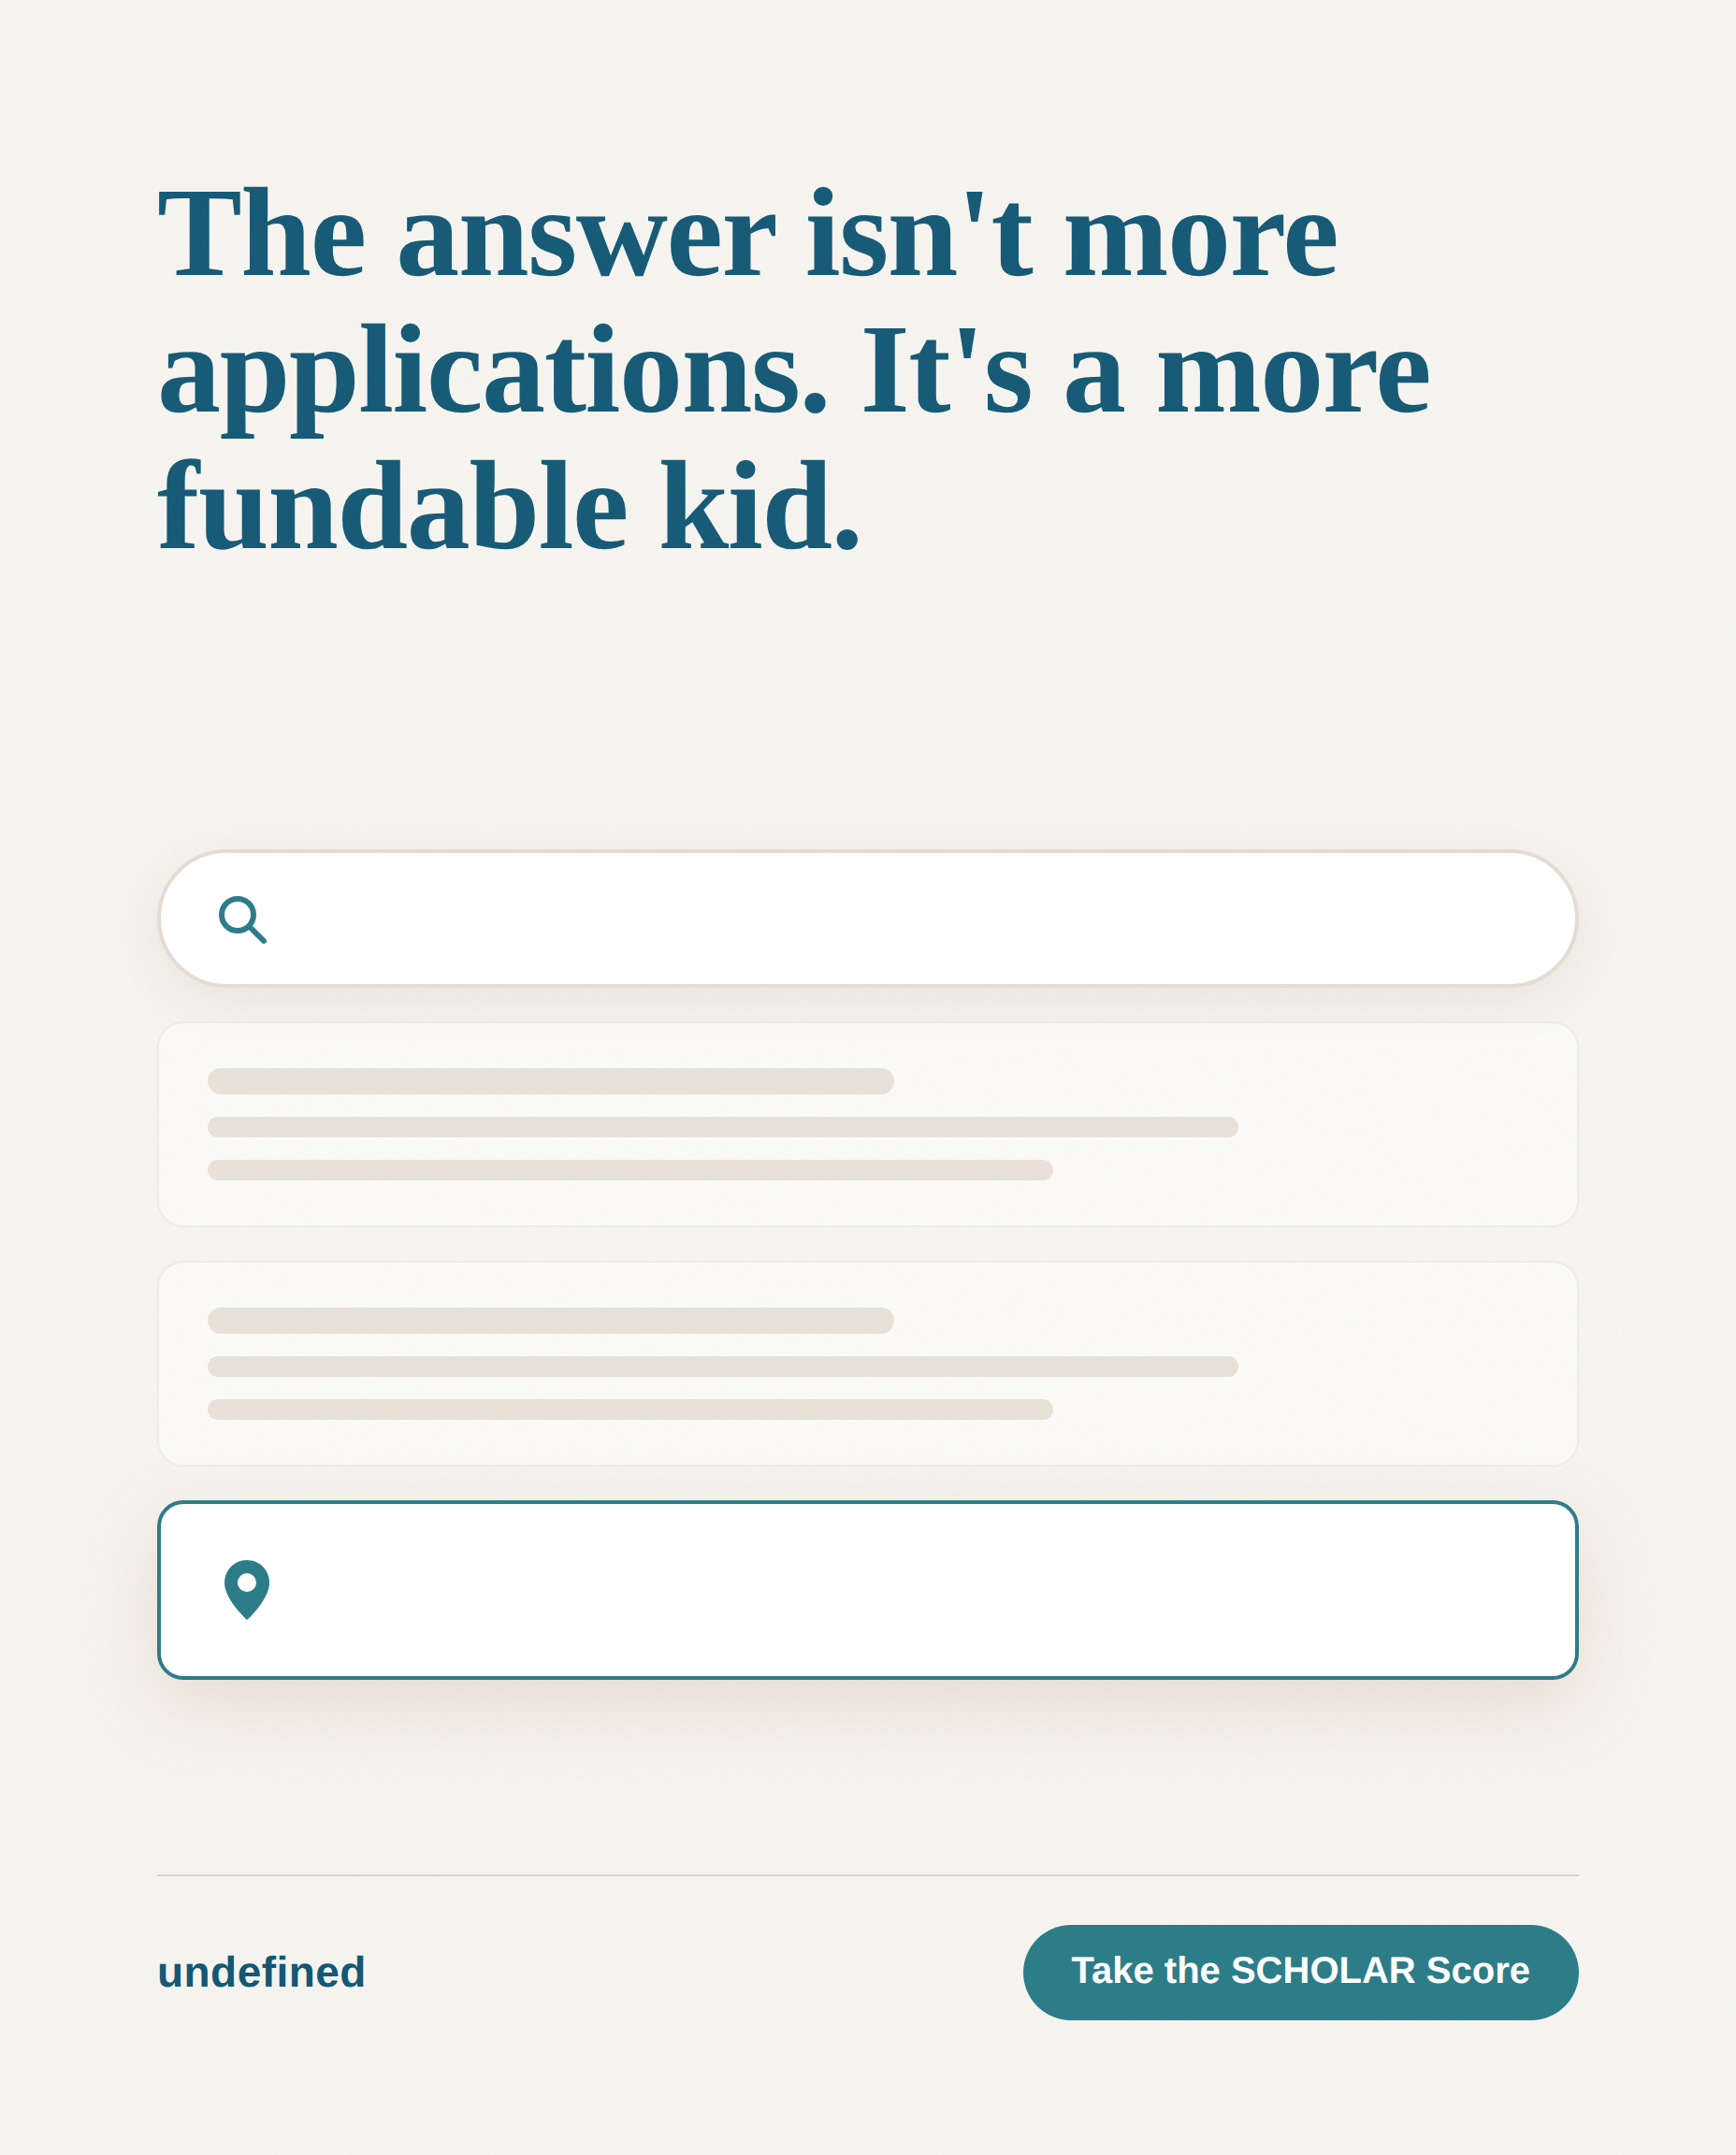 The answer isn't more
applications. It's a more
fundable kid.
undefined
Take the SCHOLAR Score